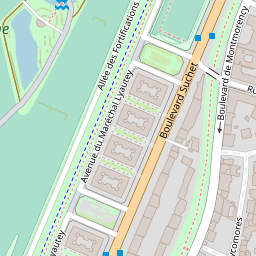 Allée des Fortifications
Avenue du Maréchal Lyautey
Boulevard Suchet
Boulevard de Montmorency
Lyautey